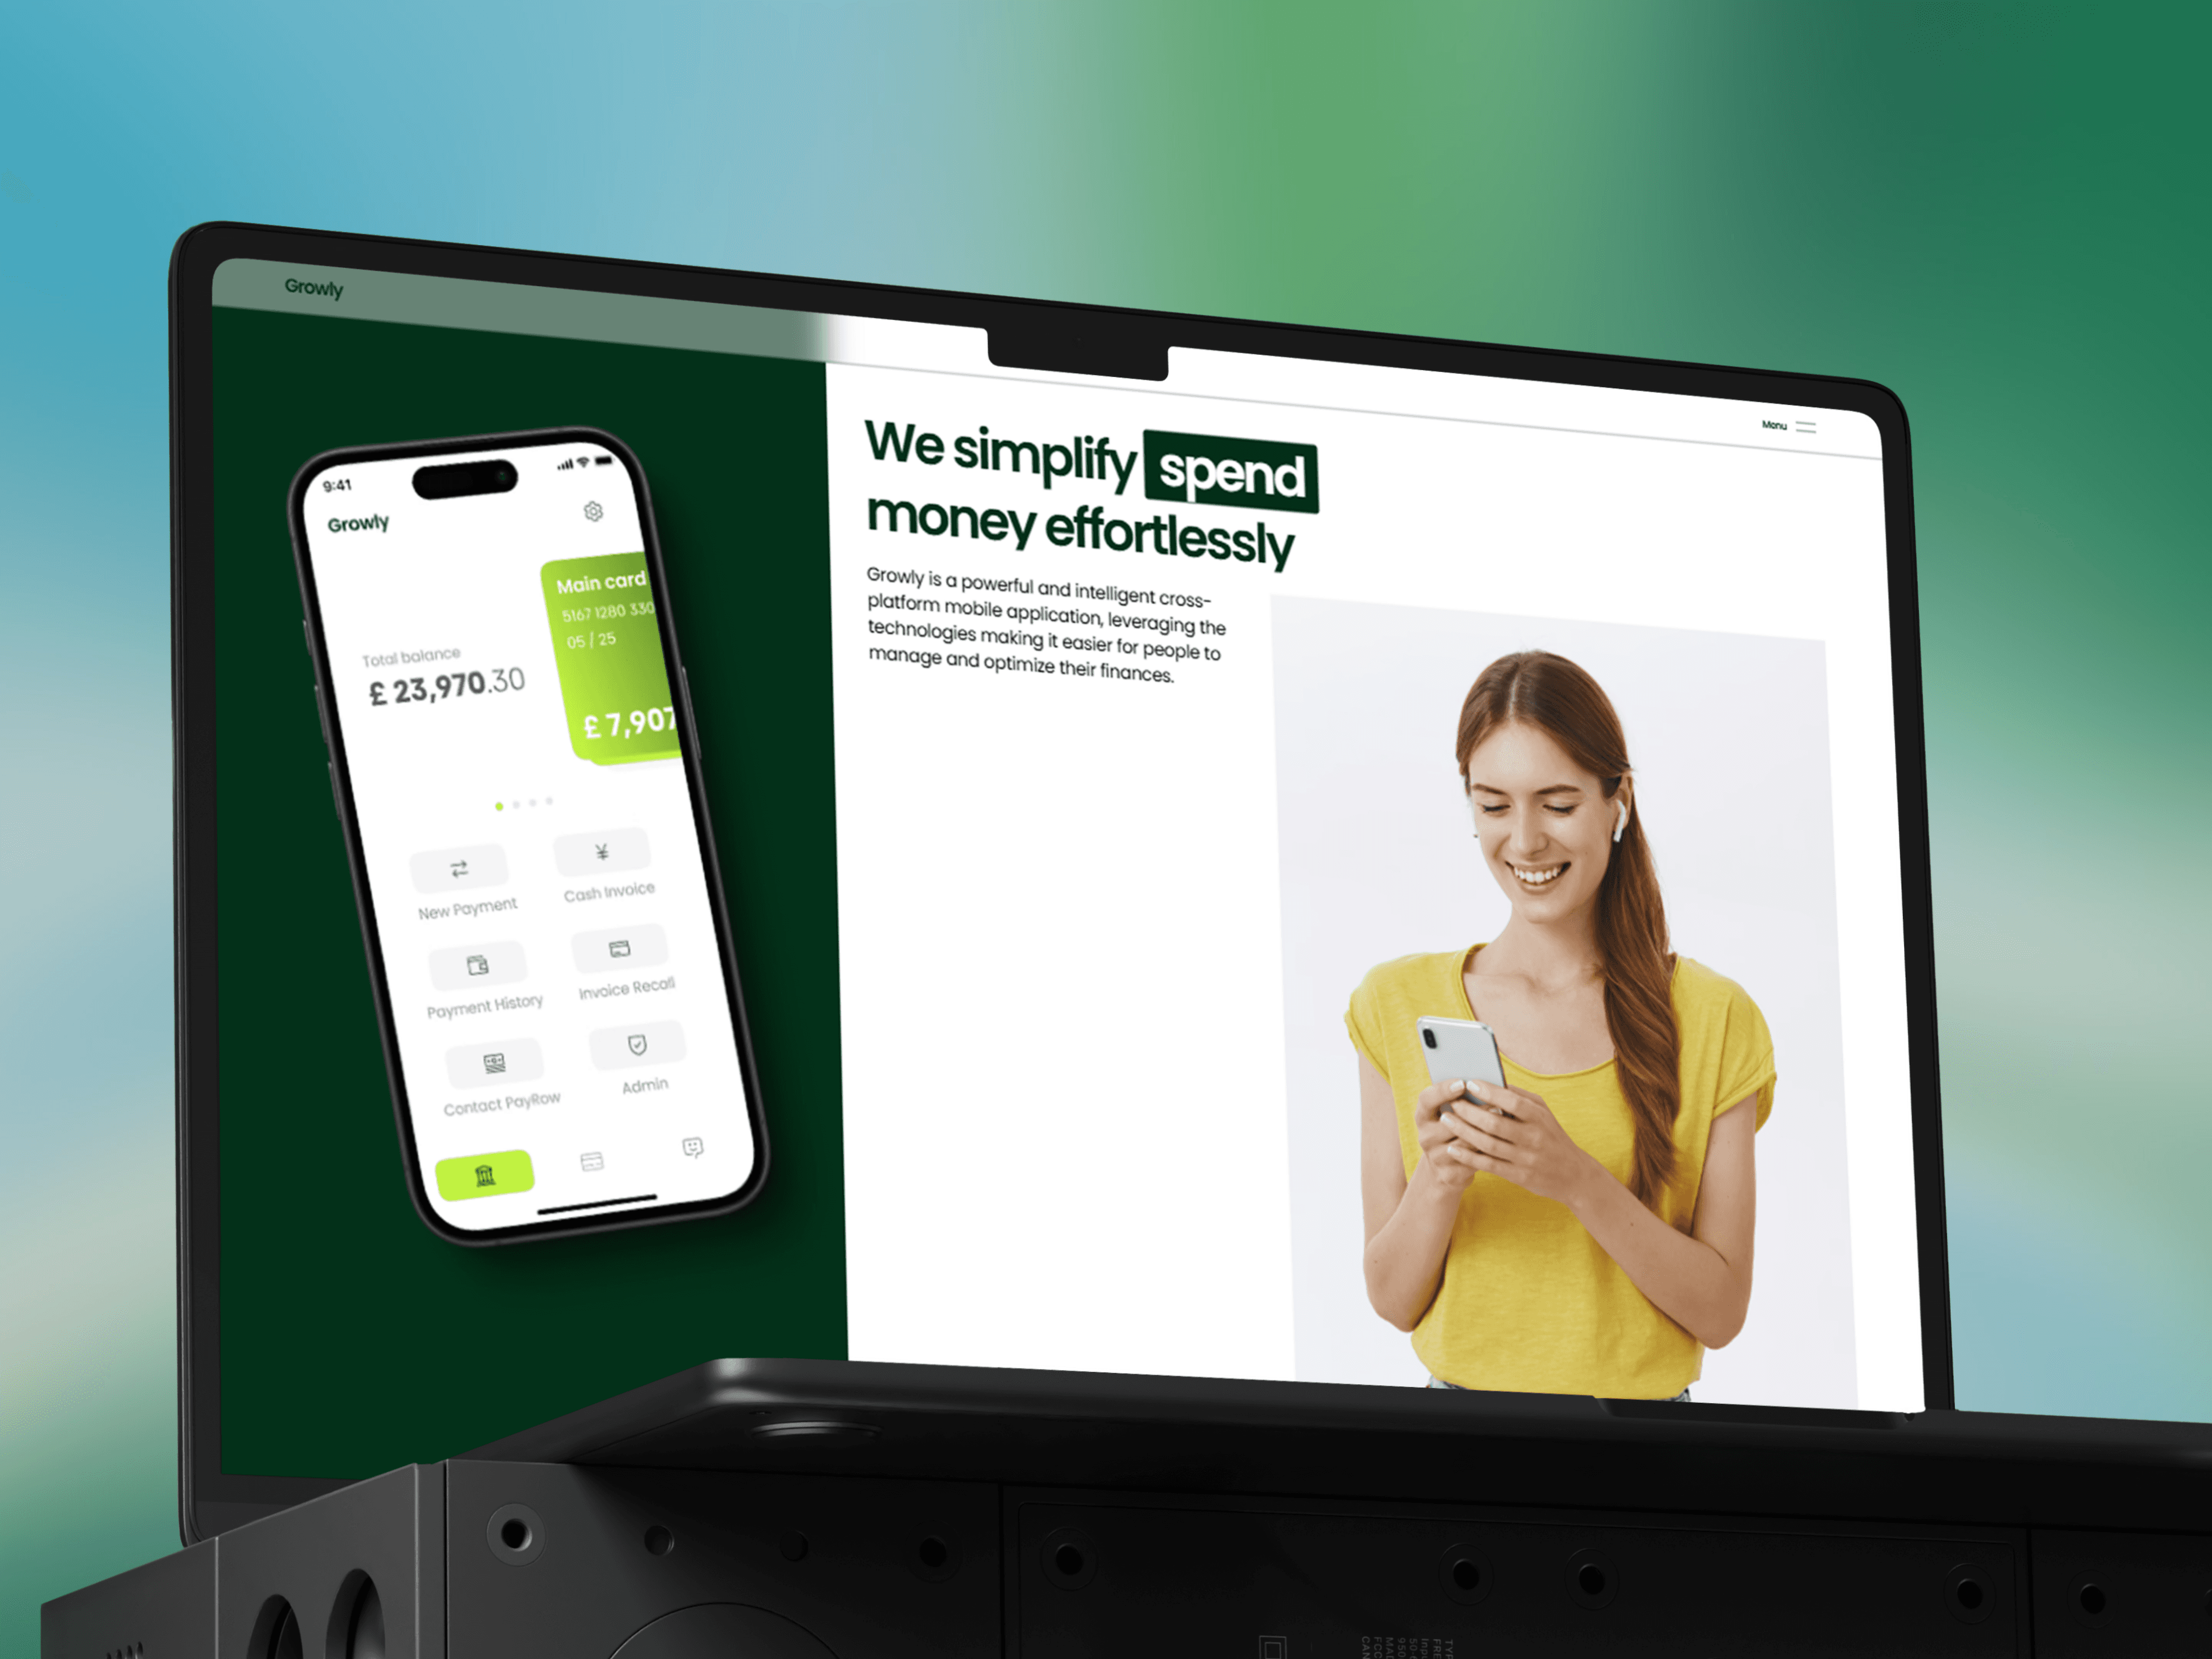 Growly
Menu
9:41
Growly
Main card
5167 1280 330
05 / 25
Total balance
£ 23,970.30
£ 7,907
New Payment
Cash Invoice
Payment History
Invoice Recall
Contact PayRow
Admin
We simplify spend
money effortlessly
Growly is a powerful and intelligent cross-
platform mobile application, leveraging the
technologies making it easier for people to
manage and optimize their finances.